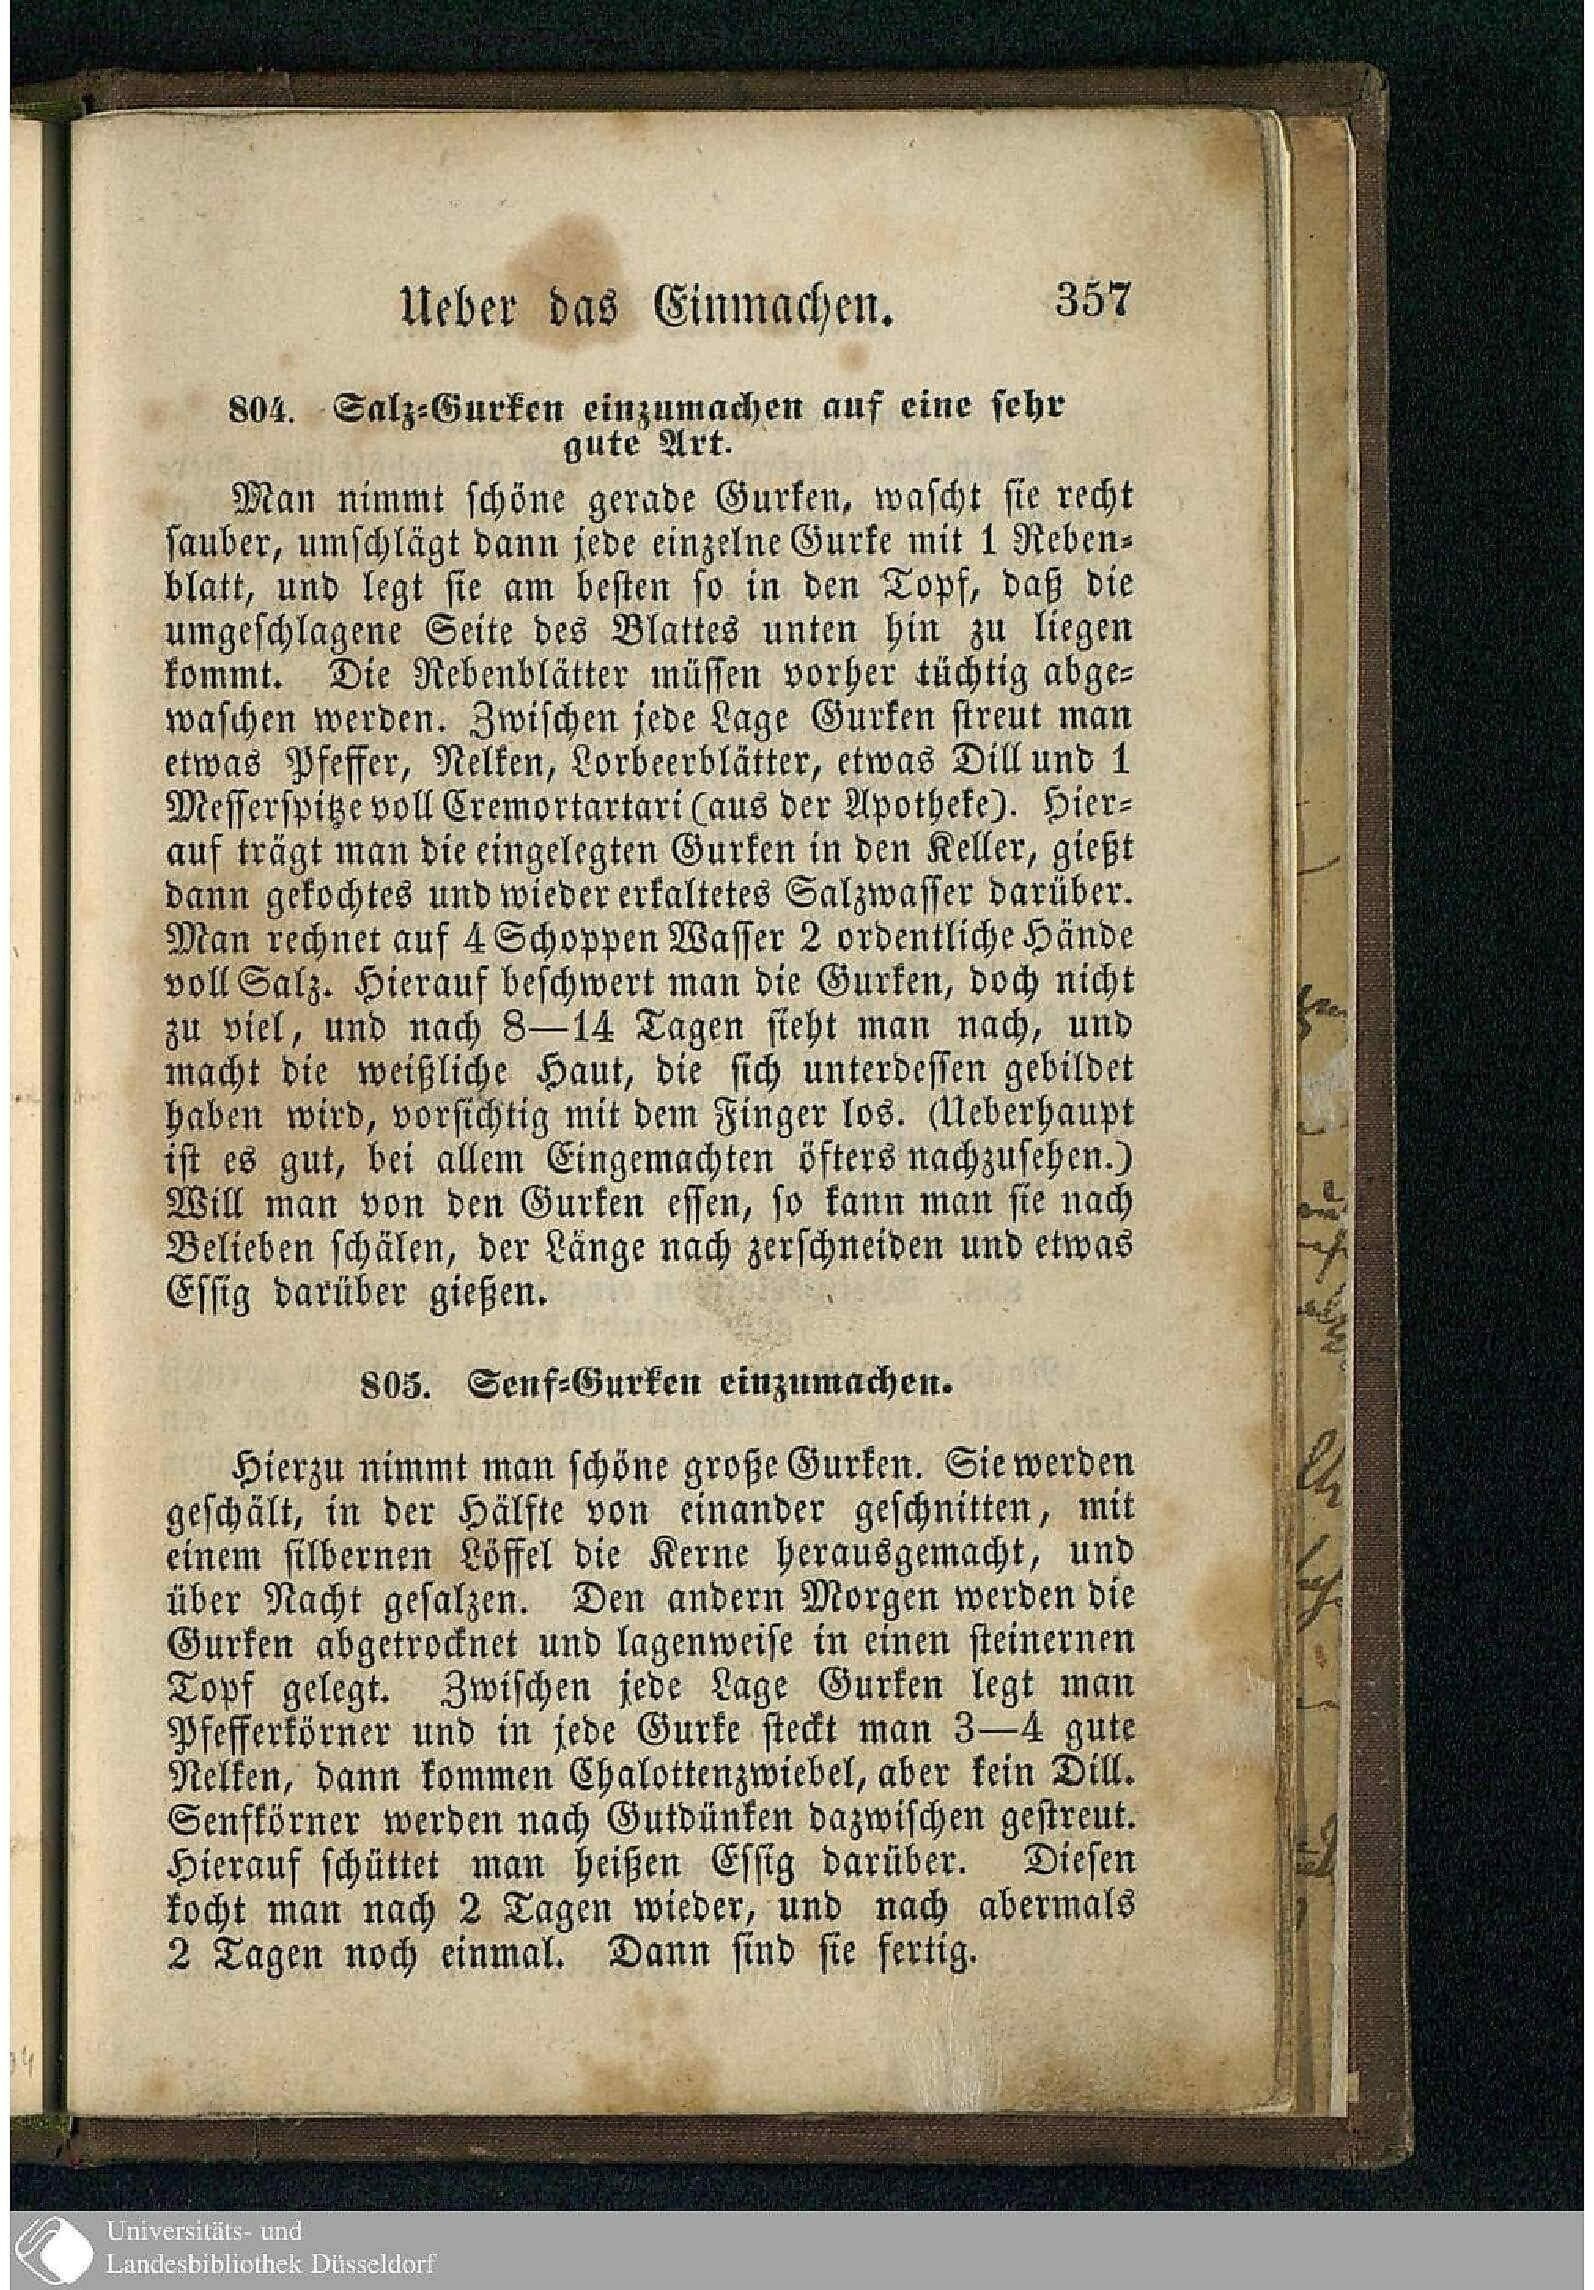 Ueber das Einmachen. 357
804. Salz-Gurken einzumachen auf eine sehr
gute Art.
Man nimmt schöne gerade Gurken, wascht sie recht
sauber, umschlägt dann jede einzelne Gurke mit 1 Reben-
blatt, und legt sie am besten so in den Topf, daß die
umgeschlagene Seite des Blattes unten hin zu liegen
kommt. Die Rebenblätter müssen vorher tüchtig abge-
waschen werden. Zwischen jede Lage Gurken streut man
etwas Pfeffer, Nelken, Lorbeerblätter, etwas Dill und 1
Messerspitze voll Cremortartari (aus der Apotheke). Hier-
auf trägt man die eingelegten Gurken in den Keller, gießt
dann gekochtes und wieder erkaltetes Salzwasser darüber.
Man rechnet auf 4 Schoppen Wasser 2 ordentliche Hände
voll Salz. Hierauf beschwert man die Gurken, doch nicht
zu viel, und nach 8—14 Tagen sieht man nach, und
macht die weißliche Haut, die sich unterdessen gebildet
haben wird, vorsichtig mit dem Finger los. (Ueberhaupt
ist es gut, bei allem Eingemachten öfters nachzusehen.)
Will man von den Gurken essen, so kann man sie nach
Belieben schälen, der Länge nach zerschneiden und etwas
Essig darüber gießen.
805. Senf-Gurken einzumachen.
Hierzu nimmt man schöne große Gurken. Sie werden
geschält, in der Hälfte von einander geschnitten, mit
einem silbernen Löffel die Kerne herausgemacht, und
über Nacht gesalzen. Den andern Morgen werden die
Gurken abgetrocknet und lagenweise in einen steinernen
Topf gelegt. Zwischen jede Lage Gurken legt man
Pfefferkörner und in jede Gurke steckt man 3—4 gute
Nelken, dann kommen Chalottenzwiebel, aber kein Dill.
Senfkörner werden nach Gutdünken dazwischen gestreut.
Hierauf schüttet man heißen Essig darüber. Diesen
kocht man nach 2 Tagen wieder, und nach abermals
2 Tagen noch einmal. Dann sind sie fertig.
Universitäts- und
Landesbibliothek Düsseldorf